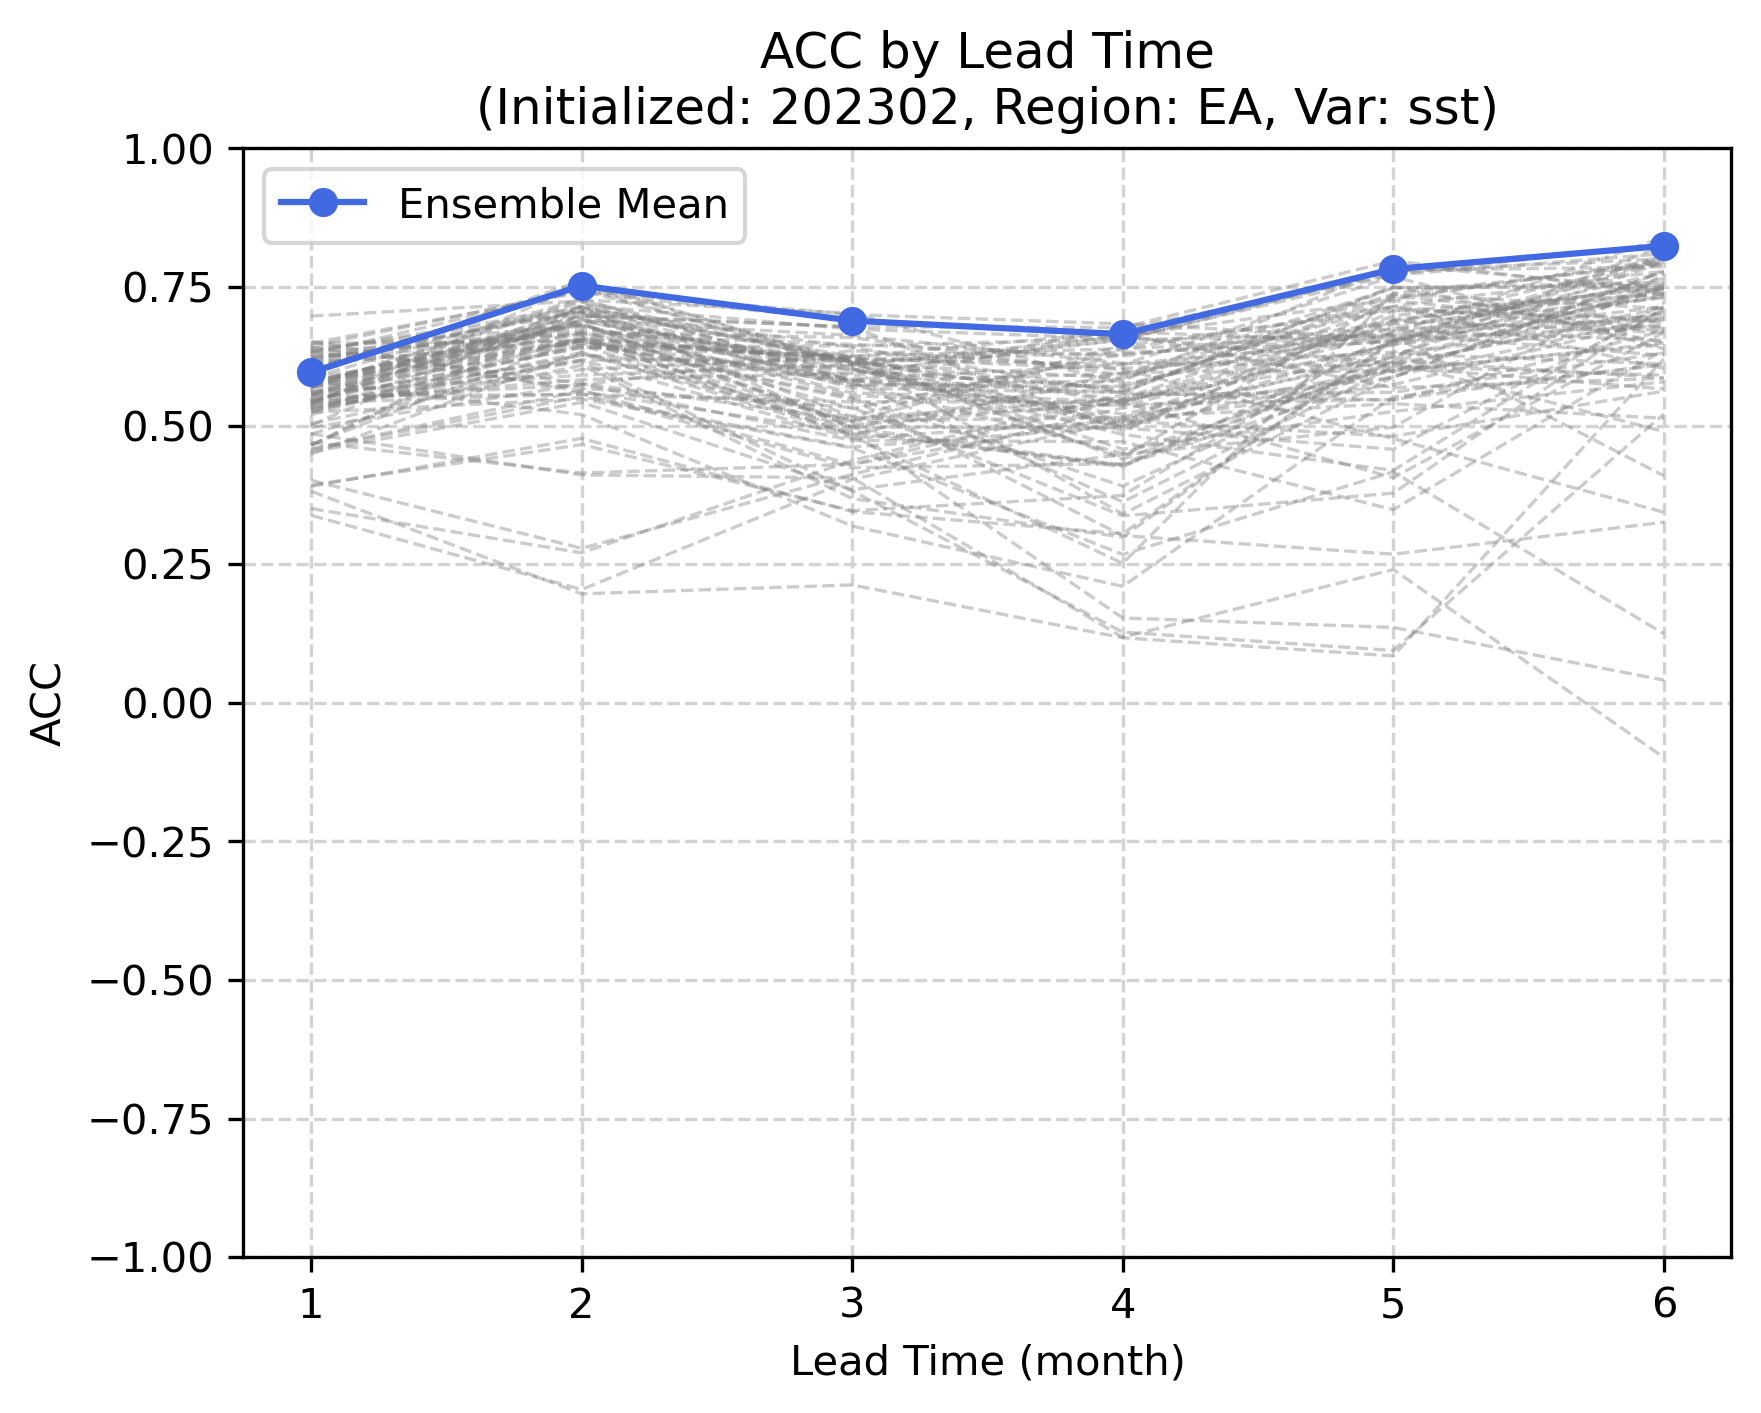 ACC by Lead Time
(Initialized: 202302, Region: EA, Var: sst)
Ensemble Mean
1.00
0.75
0.50
0.25
0.00
−0.25
−0.50
−0.75
−1.00
ACC
1 2 3 4 5 6
Lead Time (month)